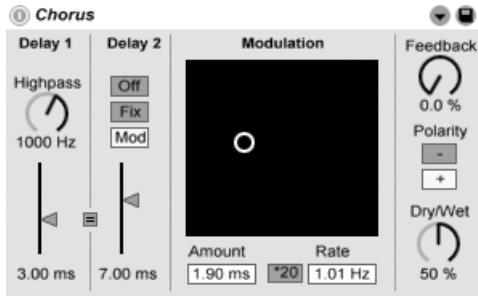 Chorus
Delay 1
Highpass
1000 Hz
3.00 ms
Delay 2
Off
Fix
Mod
=
7.00 ms
Modulation
Amount
1.90 ms
*20
Rate
1.01 Hz
Feedback
0.0 %
Polarity
-
+
Dry/Wet
50 %